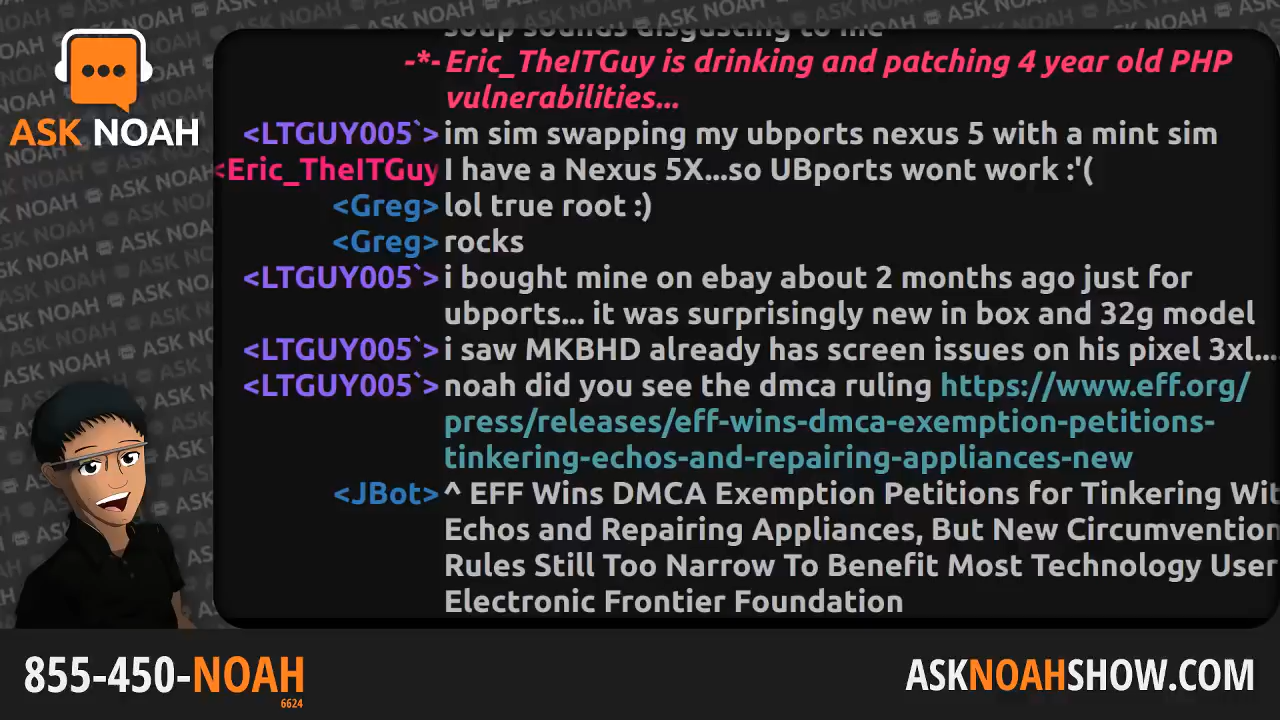 soap sounds disgusting to me
-*- Eric_TheITGuy is drinking and patching 4 year old PHP
vulnerabilities...
<LTGUY005`> im sim swapping my ubports nexus 5 with a mint sim
<Eric_TheITGuy I have a Nexus 5X...so UBports wont work :'(
<Greg> lol true root :)
<Greg> rocks
<LTGUY005`> i bought mine on ebay about 2 months ago just for
ubports... it was surprisingly new in box and 32g model
<LTGUY005`> i saw MKBHD already has screen issues on his pixel 3xl...
<LTGUY005`> noah did you see the dmca ruling https://www.eff.org/
press/releases/eff-wins-dmca-exemption-petitions-
tinkering-echos-and-repairing-appliances-new
<JBot> ^ EFF Wins DMCA Exemption Petitions for Tinkering Wit
Echos and Repairing Appliances, But New Circumvention
Rules Still Too Narrow To Benefit Most Technology User
Electronic Frontier Foundation
ASK NOAH
855-450-NOAH
6624
ASKNOAHSHOW.COM